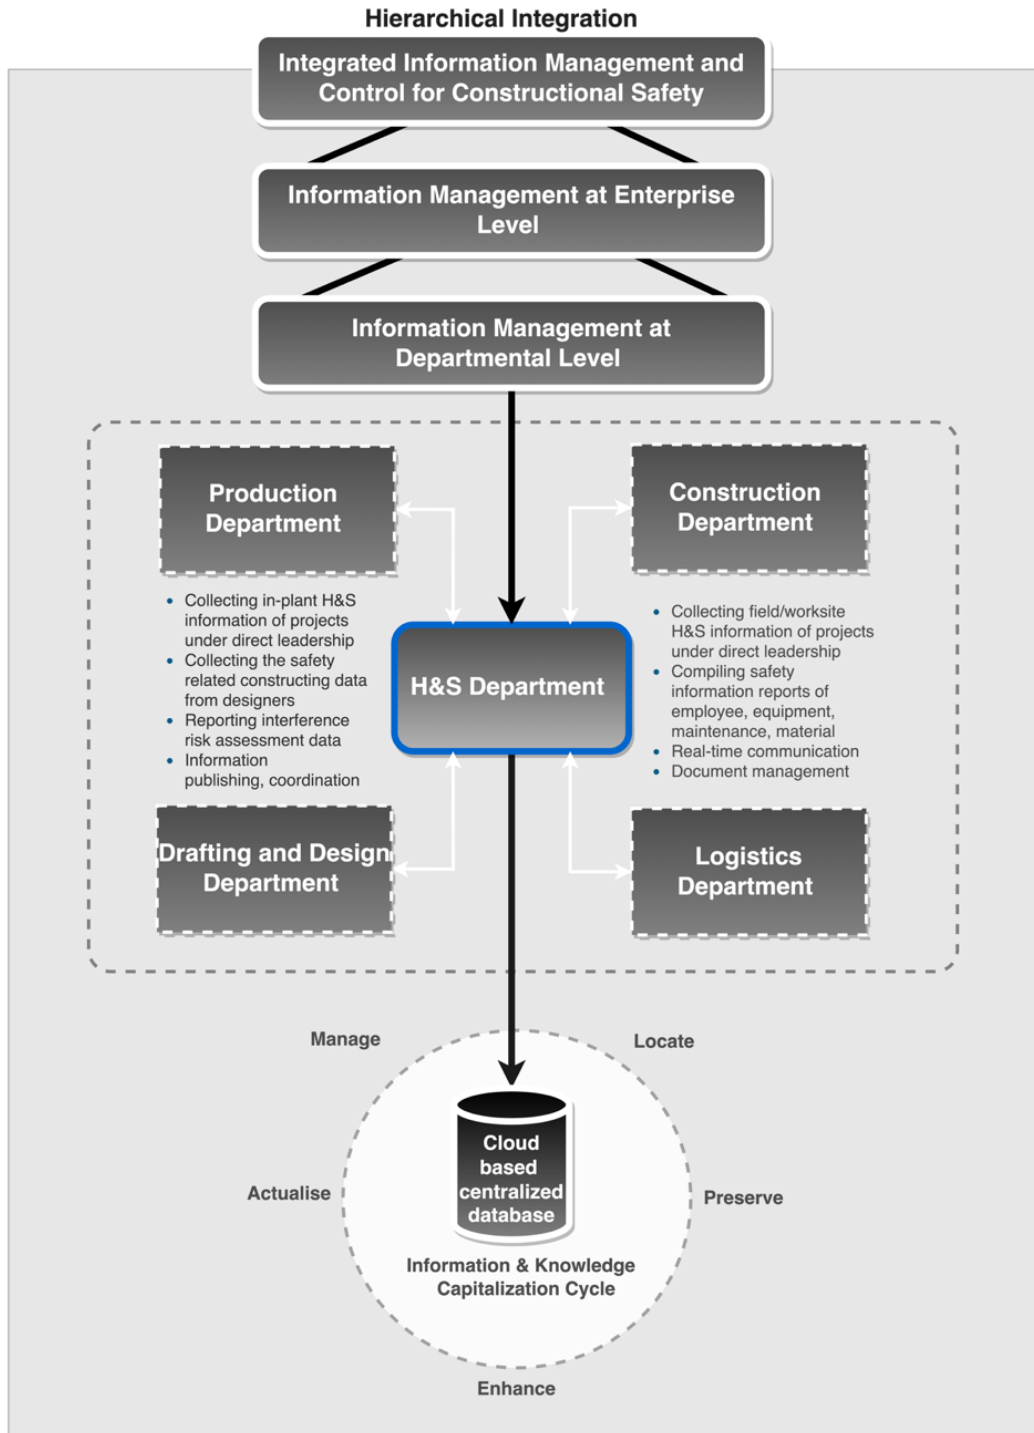 Hierarchical Integration
Integrated Information Management and
Control for Constructional Safety
Information Management at Enterprise
Level
Information Management at
Departmental Level
Production
Department
Construction
Department
• Collecting in-plant H&S
information of projects
under direct leadership
• Collecting the safety
related constructing data
from designers
• Reporting interference
risk assessment data
• Information
publishing, coordination
H&S Department
• Collecting field/worksite
H&S information of projects
under direct leadership
• Compiling safety
information reports of
employee, equipment,
maintenance, material
• Real-time communication
• Document management
Drafting and Design
Department
Logistics
Department
Manage
Locate
Cloud
based
centralized
database
Actualise
Preserve
Information & Knowledge
Capitalization Cycle
Enhance